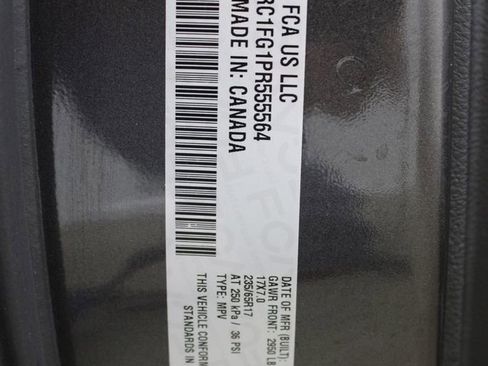 FCA US LLC
RC1FG1PR555564
MADE IN: CANADA
DATE OF MFR (BUILT):
GAWR FRONT: 2950 LB
17X7.0
235/65R17
AT 250 kPa / 36 PSI
TYPE: MPV
THIS VEHICLE CONFORM
STANDARDS IN